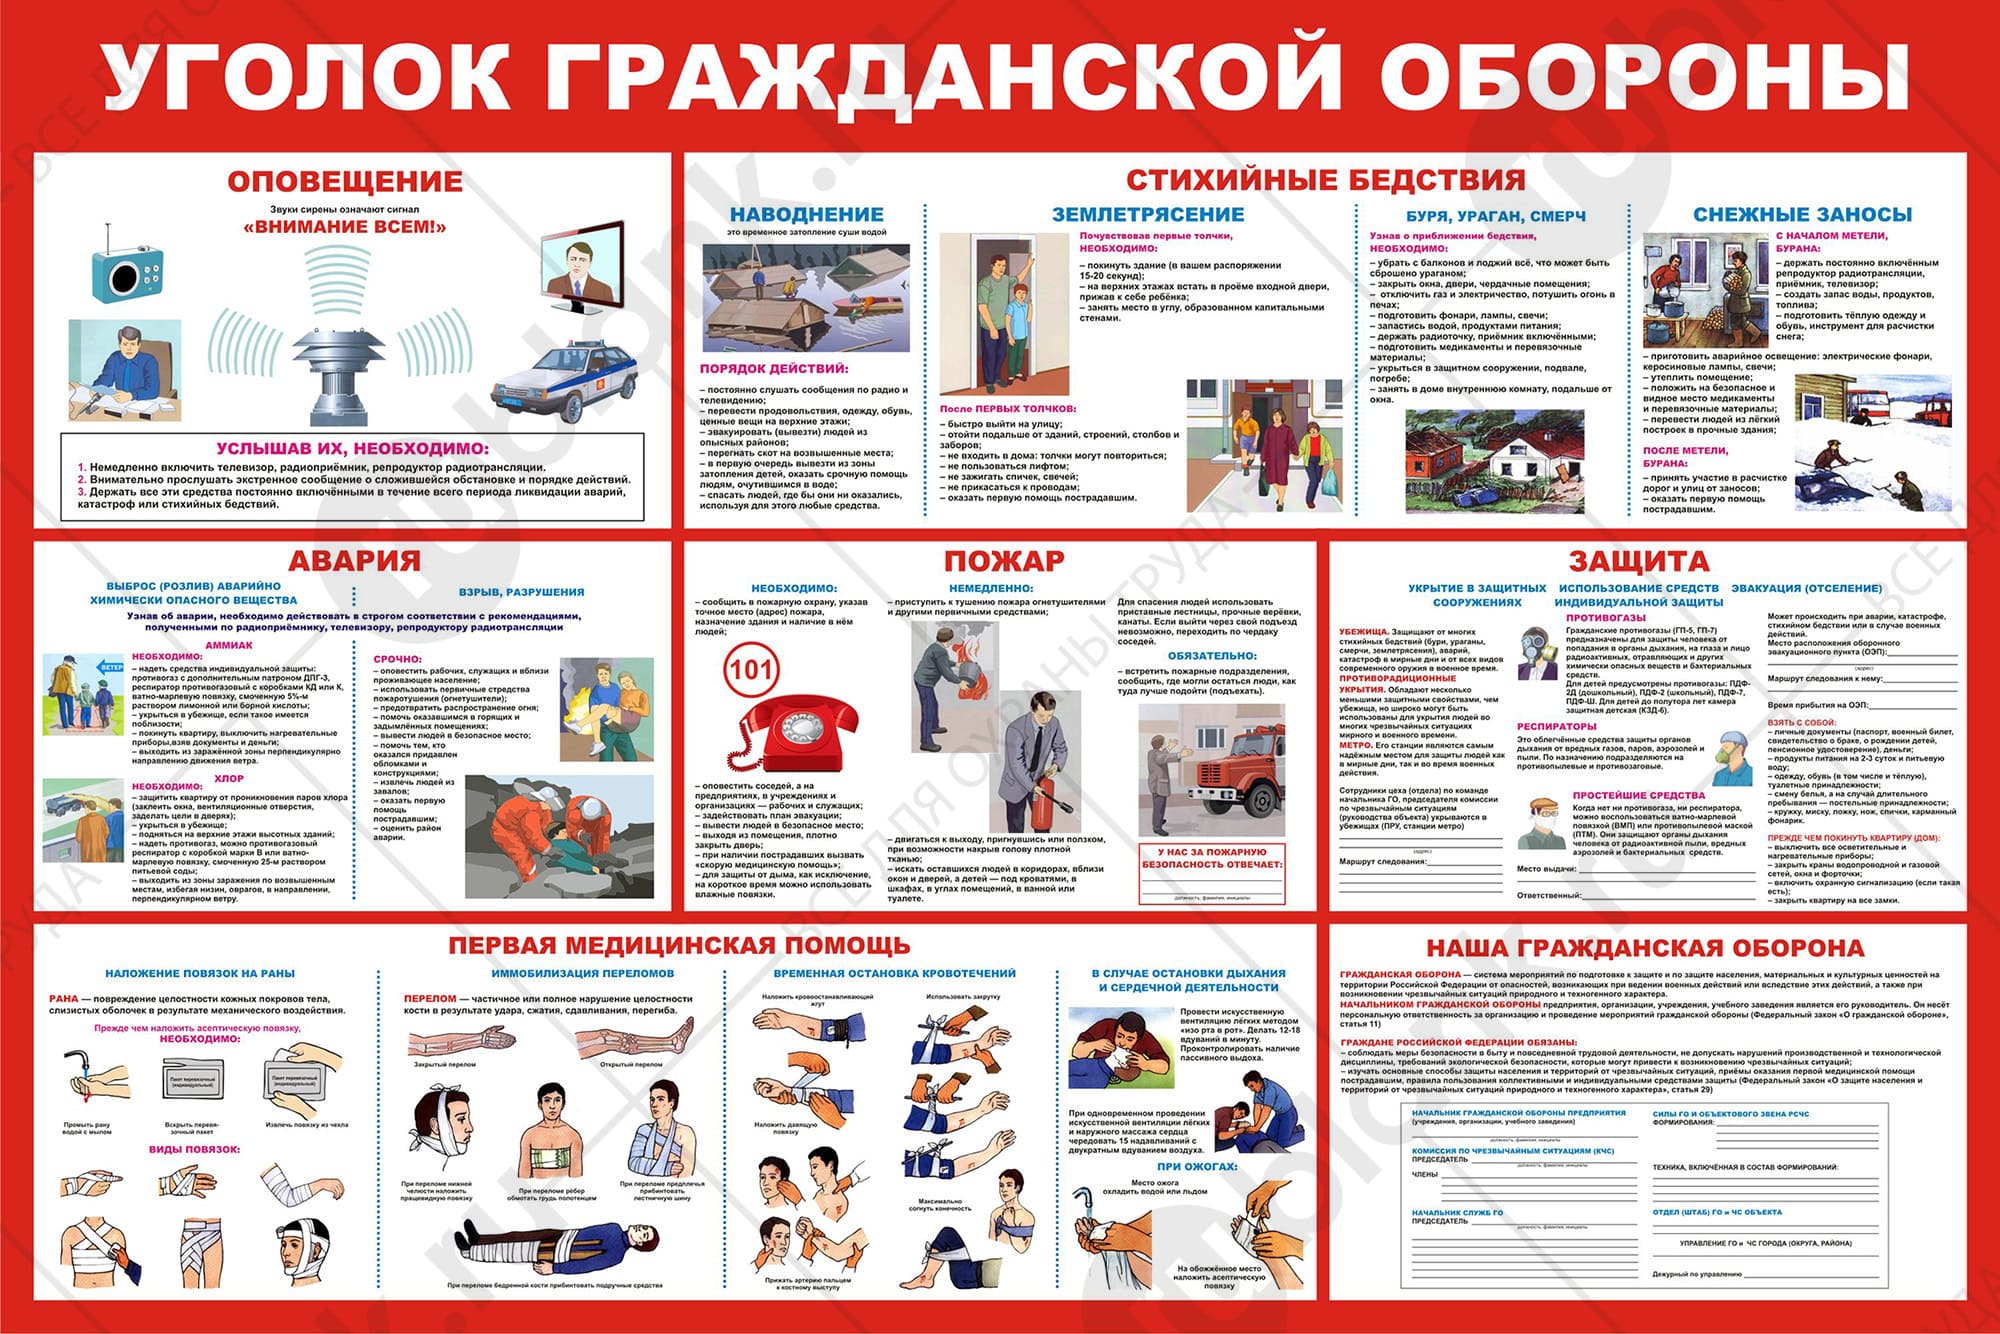 УГОЛОК ГРАЖДАНСКОЙ ОБОРОНЫ
ОПОВЕЩЕНИЕ
Звуки сирены означают сигнал
«ВНИМАНИЕ ВСЕМ!»
УСЛЫШАВ ИХ, НЕОБХОДИМО:
1. Немедленно включить телевизор, радиоприёмник, репродуктор радиотрансляции.
2. Внимательно прослушать экстренное сообщение о сложившейся обстановке и порядке действий.
3. Держать все эти средства постоянно включёнными в течение всего периода ликвидации аварий,
катастроф или стихийных бедствий.
СТИХИЙНЫЕ БЕДСТВИЯ
НАВОДНЕНИЕ
это временное затопление суши водой
ПОРЯДОК ДЕЙСТВИЙ:
– постоянно слушать сообщения по радио и
телевидению;
– перевести продовольствия, одежду, обувь,
ценные вещи на верхние этажи;
– эвакуировать (вывезти) людей из
опасных районов;
– перегнать скот на возвышенные места;
– в первую очередь вывезти из зоны
затопления детей, оказать срочную помощь
людям, очутившимся в воде;
– спасать людей, где бы они ни оказались,
используя для этого любые средства.
ЗЕМЛЕТРЯСЕНИЕ
Почувствовав первые толчки,
НЕОБХОДИМО:
– покинуть здание (в вашем распоряжении
15-20 секунд);
– на верхних этажах встать в проёме входной двери,
прижав к себе ребёнка;
– занять место в углу, образованном капитальными
стенами.
После ПЕРВЫХ ТОЛЧКОВ:
– быстро выйти на улицу;
– отойти подальше от зданий, строений, столбов и
заборов;
– не входить в дома: толчки могут повториться;
– не пользоваться лифтом;
– не зажигать спичек, свечей;
– не прикасаться к проводам;
– оказать первую помощь пострадавшим.
БУРЯ, УРАГАН, СМЕРЧ
Узнав о приближении бедствия,
НЕОБХОДИМО:
– убрать с балконов и лоджий всё, что может быть
сброшено ураганом;
– закрыть окна, двери, чердачные помещения;
– отключить газ и электричество, потушить огонь в
печах;
– подготовить фонари, лампы, свечи;
– запастись водой, продуктами питания;
– держать радиоточку, приёмник включёнными;
– подготовить медикаменты и перевязочные
материалы;
– укрыться в защитном сооружении, подвале,
погребе;
– занять в доме внутреннюю комнату, подальше от
окна.
СНЕЖНЫЕ ЗАНОСЫ
С НАЧАЛОМ МЕТЕЛИ,
БУРАНА:
– держать постоянно включённым
репродуктор радиотрансляции,
приёмник, телевизор;
– создать запас воды, продуктов,
топлива;
– подготовить тёплую одежду и
обувь, инструмент для расчистки
снега;
– приготовить аварийное освещение: электрические фонари,
керосиновые лампы, свечи;
– утеплить помещение;
– положить на безопасное и
видное место медикаменты
и перевязочные материалы;
– перевести людей из лёгкий
построек в прочные здания;
ПОСЛЕ МЕТЕЛИ,
БУРАНА:
– принять участие в расчистке
дорог и улиц от заносов;
– оказать первую помощь
пострадавшим.
АВАРИЯ
ВЫБРОС (РОЗЛИВ) АВАРИЙНО
ХИМИЧЕСКИ ОПАСНОГО ВЕЩЕСТВА
ВЗРЫВ, РАЗРУШЕНИЯ
Узнав об аварии, необходимо действовать в строгом соответствии с рекомендациями,
полученными по радиоприёмнику, телевизору, репродуктору радиотрансляции
АММИАК
ВЕТЕР
НЕОБХОДИМО:
– надеть средства индивидуальной защиты:
противогаз с дополнительным патроном ДПГ-3,
респиратор противогазовый с коробками КД или К,
ватно-марлевую повязку, смоченную 5%-м
раствором лимонной или борной кислоты;
– укрыться в убежище, если такое имеется
поблизости;
– покинуть квартиру, выключить нагревательные
приборы,взяв документы и деньги;
– выходить из заражённой зоны перпендикулярно
направлению движения ветра.
ХЛОР
НЕОБХОДИМО:
– защитить квартиру от проникновения паров хлора
(заклеить окна, вентиляционные отверстия,
заделать цели в дверях);
– укрыться в убежище;
– подняться на верхние этажи высотных зданий;
– надеть противогаз, можно противогазовый
респиратор с коробкой марки В или ватно-
марлевую повязку, смоченную 25-м раствором
питьевой соды;
– выходить из зоны заражения по возвышенным
местам, избегая низин, оврагов, в направлении,
перпендикулярном ветру.
СРОЧНО:
– оповестить рабочих, служащих и вблизи
проживающее население;
– использовать первичные стредства
пожаротушения (огнетушители);
– предотвратить распространение огня;
– помочь оказавшимся в горящих и
задымлённых помещениях;
– вывести людей в безопасное место;
– помочь тем, кто
оказался придавлен
обломками и
конструкциями;
– извлечь людей из
завалов;
– оказать первую
помощь
пострадавшим;
– оценить район
аварии.
ПОЖАР
НЕОБХОДИМО:
– сообщить в пожарную охрану, указав
точное место (адрес) пожара,
назначение здания и наличие в нём
людей;
101
– оповестить соседей, а на
предприятиях, в учреждениях и
организациях — рабочих и служащих;
– задействовать план эвакуации;
– вывести людей в безопасное место;
– выходя из помещения, плотно
закрыть дверь;
– при наличии пострадавших вызвать
«скорую медицинскую помощь»;
– для защиты от дыма, как исключение,
на короткое время можно использовать
влажные повязки.
НЕМЕДЛЕННО:
– приступить к тушению пожара огнетушителями
и другими первичными средствами;
– двигаться к выходу, пригнувшись или ползком,
при возможности накрыв голову плотной
тканью;
– искать оставшихся людей в коридорах, вблизи
окон и дверей, а детей — под кроватями, в
шкафах, в углах помещений, в ванной или
туалете.
Для спасения людей использовать
приставные лестницы, прочные верёвки,
канаты. Если выйти через свой подъезд
невозможно, переходить по чердаку
соседей.
ОБЯЗАТЕЛЬНО:
– встретить пожарные подразделения,
сообщить, где могли остаться люди, как
туда лучше подойти (подъехать).
У НАС ЗА ПОЖАРНУЮ
БЕЗОПАСНОСТЬ ОТВЕЧАЕТ:
должность, фамилия, инициалы
ЗАЩИТА
УКРЫТИЕ В ЗАЩИТНЫХ
СООРУЖЕНИЯХ
УБЕЖИЩА. Защищают от многих
стихийных бедствий (бури, ураганы,
смерчи, землетрясения), аварий,
катастроф в мирные дни и от всех видов
современного оружия в военное время.
ПРОТИВОРАДИОЦИОННЫЕ
УКРЫТИЯ. Обладают несколько
меньшими защитными свойствами, чем
убежища, но широко могут быть
использованы для укрытия людей во
многих чрезвычайных ситуациях
мирного и военного времени.
МЕТРО. Его станции являются самым
надёжным местом для защиты людей как
в мирные дни, так и во время военных
действия.
Сотрудники цеха (отдела) по команде
начальника ГО, председателя комиссии
по чрезвычайным ситуациям
(руководства объекта) укрываются в
убежищах (ПРУ, станции метро)
(адрес)
Маршрут следования:
ИСПОЛЬЗОВАНИЕ СРЕДСТВ
ИНДИВИДУАЛЬНОЙ ЗАЩИТЫ
ПРОТИВОГАЗЫ
Гражданские противогазы (ГП-5, ГП-7)
предназначены для защиты человека от
попадания в органы дыхания, на глаза и лицо
радиоактивных, отравляющих и других
химически опасных веществ и бактериальных
средств.
Для детей предусмотрены противогазы: ПДФ-
2Д (дошкольный), ПДФ-2 (школьный), ПДФ-7,
ПДФ-Ш. Для детей до полутора лет камера
защитная детская (КЗД-6).
РЕСПИРАТОРЫ
Это облегчённые средства защиты органов
дыхания от вредных газов, паров, аэрозолей и
пыли. По назначению подразделяются на
противопылевые и противозаговые.
ПРОСТЕЙШИЕ СРЕДСТВА
Когда нет ни противогаза, ни респиратора,
можно воспользоваться ватно-марлевой
повязкой (ВМП) или противопылевой маской
(ПТМ). Они защищают органы дыхания
человека от радиоактивной пыли, вредных
аэрозолей и бактериальных средств.
Место выдачи:
Ответственный:
ЭВАКУАЦИЯ (ОТСЕЛЕНИЕ)
Может происходить при аварии, катастрофе,
стихийном бедствии или в случае военных
действий.
Место расположения оборонного
эвакуационного пункта (ОЭП):
(адрес)
Маршрут следования к нему:
Время прибытия на ОЭП:
ВЗЯТЬ С СОБОЙ:
– личные документы (паспорт, военный билет,
свидетельство о браке, о рождении детей,
пенсионное удостоверение), деньги;
– продукты питания на 2-3 суток и питьевую
воду;
– одежду, обувь (в том числе и тёплую),
туалетные принадлежности;
– смену белья, а на случай длительного
пребывания — постельные принадлежности;
– кружку, миску, ложку, нож, спички, карманный
фонарик.
ПРЕЖДЕ ЧЕМ ПОКИНУТЬ КВАРТИРУ (ДОМ):
– выключить все осветительные и
нагревательные приборы;
– закрыть краны водопроводной и газовой
сетей, окна и форточки;
– включить охранную сигнализацию (если такая
есть);
– закрыть квартиру на все замки.
ПЕРВАЯ МЕДИЦИНСКАЯ ПОМОЩЬ
НАЛОЖЕНИЕ ПОВЯЗОК НА РАНЫ
РАНА — повреждение целостности кожных покровов тела,
слизистых оболочек в результате механического воздействия.
Прежде чем наложить асептическую повязку,
НЕОБХОДИМО:
Пакет перевязочный
(индивидуальный)
Пакет перевязочный
(индивидуальный)
Промыть рану
водой с мылом
Вскрыть перевя-
зочный пакет
Извлечь повязку из чехла
ВИДЫ ПОВЯЗОК:
ИММОБИЛИЗАЦИЯ ПЕРЕЛОМОВ
ПЕРЕЛОМ — частичное или полное нарушение целостности
кости в результате удара, сжатия, сдавливания, перегиба.
Закрытый перелом
Открытый перелом
При переломе нижней
челюсти наложить
пращевидную повязку
При переломе рёбер
обмотать грудь полотенцем
При переломе предплечья
прибинтовать
лестничную шину
При переломе бедренной кости прибинтовать подручные средства
ВРЕМЕННАЯ ОСТАНОВКА КРОВОТЕЧЕНИЙ
Наложить кровоостанавливающий
жгут
Использовать закрутку
Наложить давящую
повязку
Максимально
согнуть конечность
Прижать артерию пальцем
к костному выступу
В СЛУЧАЕ ОСТАНОВКИ ДЫХАНИЯ
И СЕРДЕЧНОЙ ДЕЯТЕЛЬНОСТИ
Провести искусственную
вентиляцию лёгких методом
«изо рта в рот». Делать 12-18
вдуваний в минуту.
Проконтролировать наличие
пассивного выдоха.
При одновременном проведении
искусственной вентиляции лёгких
и наружного массажа сердца
чередовать 15 надавливаний с
двукратным вдуванием воздуха.
ПРИ ОЖОГАХ:
Место ожога
охладить водой или льдом
На обожжённое место
наложить асептическую
повязку
НАША ГРАЖДАНСКАЯ ОБОРОНА
ГРАЖДАНСКАЯ ОБОРОНА — система мероприятий по подготовке к защите и по защите населения, материальных и культурных ценностей на
территории Российской Федерации от опасностей, возникающих при ведении военных действий или вследствие этих действий, а также при
возникновении чрезвычайных ситуаций природного и техногенного характера.
НАЧАЛЬНИКОМ ГРАЖДАНСКОЙ ОБОРОНЫ предприятия, организации, учреждения, учебного заведения является его руководитель. Он несёт
персональную ответственность за организацию и проведение мероприятий гражданской обороны (Федеральный закон «О гражданской обороне»,
статья 11)
ГРАЖДАНЕ РОССИЙСКОЙ ФЕДЕРАЦИИ ОБЯЗАНЫ:
– соблюдать меры безопасности в быту и повседневной трудовой деятельности, не допускать нарушений производственной и технологической
дисциплины, требований экологической безопасности, которые могут привести к возникновению чрезвычайных ситуаций;
– изучать основные способы защиты населения и территорий от чрезвычайных ситуаций, приёмы оказания первой медицинской помощи
пострадавшим, правила пользования коллективными и индивидуальными средствами защиты (Федеральный закон «О защите населения и
территорий от чрезвычайных ситуаций природного и техногенного характера», статья 29)
НАЧАЛЬНИК ГРАЖДАНСКОЙ ОБОРОНЫ ПРЕДПРИЯТИЯ
(учреждения, организации, учебного заведения)
должность, фамилия, инициалы
КОМИССИЯ ПО ЧРЕЗВЫЧАЙНЫМ СИТУАЦИЯМ (КЧС)
ПРЕДСЕДАТЕЛЬ
должность, фамилия, инициалы
ЧЛЕНЫ
НАЧАЛЬНИК СЛУЖБ ГО
ПРЕДСЕДАТЕЛЬ
должность, фамилия, инициалы
СИЛЫ ГО И ОБЪЕКТОВОГО ЗВЕНА РСЧС
ФОРМИРОВАНИЯ:
ТЕХНИКА, ВКЛЮЧЁННАЯ В СОСТАВ ФОРМИРОВАНИЙ:
ОТДЕЛ (ШТАБ) ГО и ЧС ОБЪЕКТА
УПРАВЛЕНИЕ ГО и ЧС ГОРОДА (ОКРУГА, РАЙОНА)
Дежурный по управлению